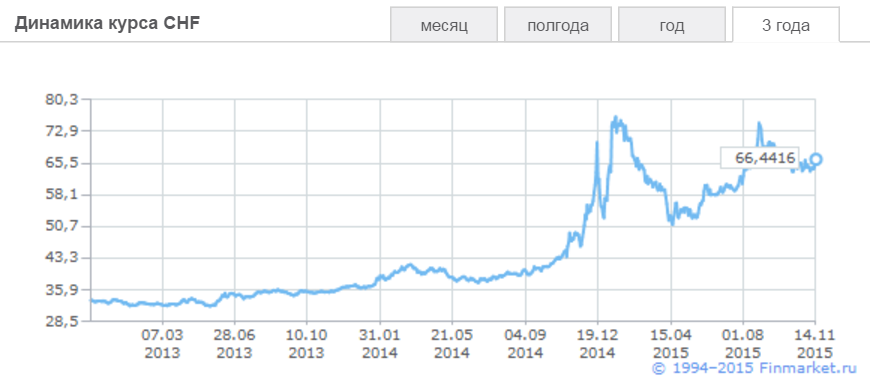 Динамика курса CHF
месяц
полгода
год
3 года
80,3
72,9
65,5
58,1
50,7
43,3
35,9
28,5
66,4416
07.03 28.06 10.10 31.01 21.05 04.09 19.12 15.04 01.08 14.11
2013 2013 2013 2014 2014 2014 2014 2015 2015 2015
© 1994–2015 Finmarket.ru